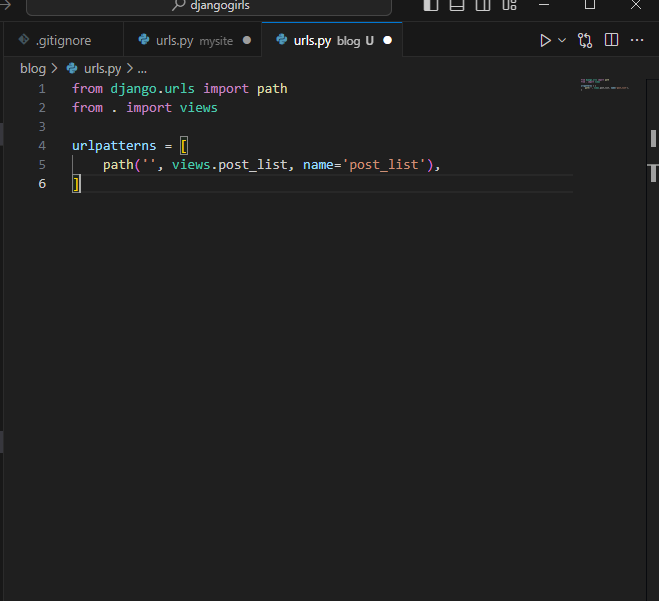 djangogirls
.gitignore
urls.py mysite
urls.py blog U
blog > urls.py > ...
1 from django.urls import path
2 from . import views
3
4 urlpatterns = [
5     path('', views.post_list, name='post_list'),
6 ]